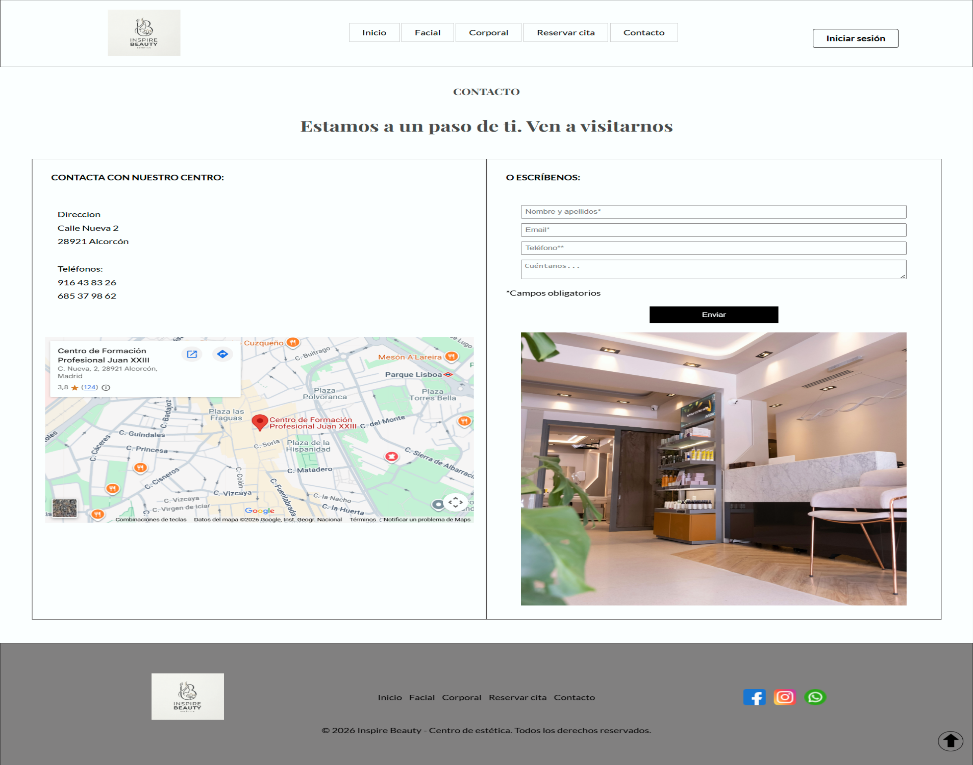 INSPIRE
BEAUTY
Inicio
Facial
Corporal
Reservar cita
Contacto
Iniciar sesión
CONTACTO
Estamos a un paso de ti. Ven a visitarnos
CONTACTA CON NUESTRO CENTRO:
Direccion
Calle Nueva 2
28921 Alcorcón
Teléfonos:
916 43 83 26
685 37 98 62
Centro de Formación
Profesional Juan XXIII
C. Nueva, 2, 28921 Alcorcón,
Madrid
3,8 ★ (124)
Cuzqueño
C. Buitrago
Mesón A Lareira
Parque Lisboa
Plaza
Polvoranca
Plaza
Torres Bella
Plaza las
Fraguas
Centro de Formación
Profesional Juan XXIII
C. del Monte
C. Guindales
C. Princesa
C. Soria
Plaza de la
Hispanidad
C. Sierra de Albarrac
C. Cáceres
C. Cisneros
C. Matadero
C. Vizcaya
C. Vizcaya
C. Virgen de Iciar
C. Colón
C. Fuenlabrada
C. la Nacho
C. la Huerta
Google
Combinaciones de teclas
Datos del mapa ©2026 Google, Inst. Geogr. Nacional
Términos
Notificar un problema de Maps
O ESCRÍBENOS:
Nombre y apellidos*
Email*
Teléfono**
Cuéntanos...
*Campos obligatorios
Enviar
INSPIRE
BEAUTY
Inicio Facial Corporal Reservar cita Contacto
© 2026 Inspire Beauty - Centro de estética. Todos los derechos reservados.